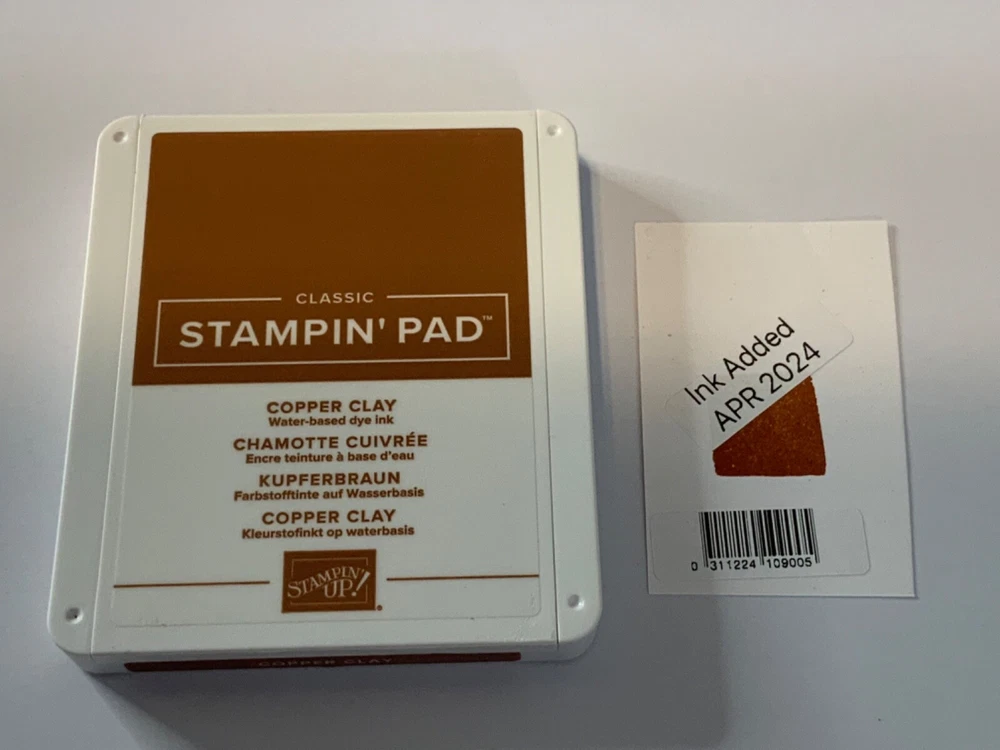 CLASSIC
STAMPIN' PAD™
COPPER CLAY
Water-based dye ink
CHAMOTTE CUIVRÉE
Encre teinture à base d'eau
KUPFERBRAUN
Farbstofftinte auf Wasserbasis
COPPER CLAY
Kleurstofinkt op waterbasis
STAMPIN'
UP!®
COPPER CLAY
Ink Added
APR 2024
0 311224 109005